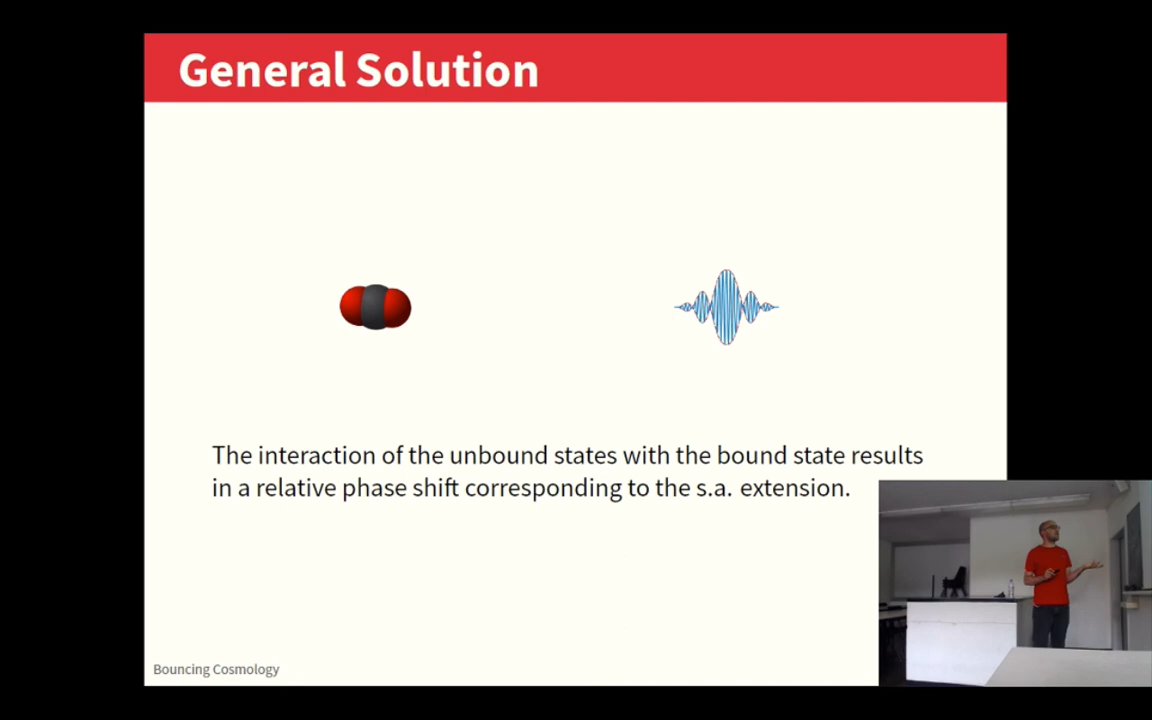 General Solution
The interaction of the unbound states with the bound state results
in a relative phase shift corresponding to the s.a. extension.
Bouncing Cosmology